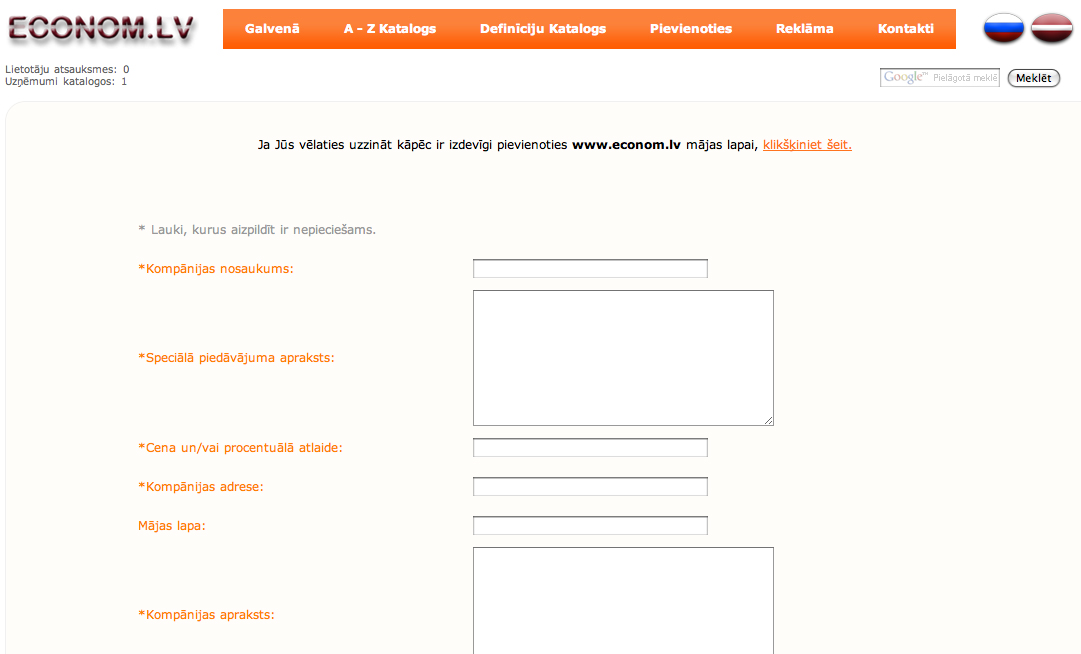 ECONOM.LV
Galvenā A - Z Katalogs Definīciju Katalogs Pievienoties Reklāma Kontakti
Lietotāju atsauksmes: 0
Uzņēmumi katalogos: 1
Google™ Pielāgotā meklē Meklēt
Ja Jūs vēlaties uzzināt kāpēc ir izdevīgi pievienoties www.econom.lv mājas lapai, klikšķiniet šeit.
* Lauki, kurus aizpildīt ir nepieciešams.
*Kompānijas nosaukums:
*Speciālā piedāvājuma apraksts:
*Cena un/vai procentuālā atlaide:
*Kompānijas adrese:
Mājas lapa:
*Kompānijas apraksts: